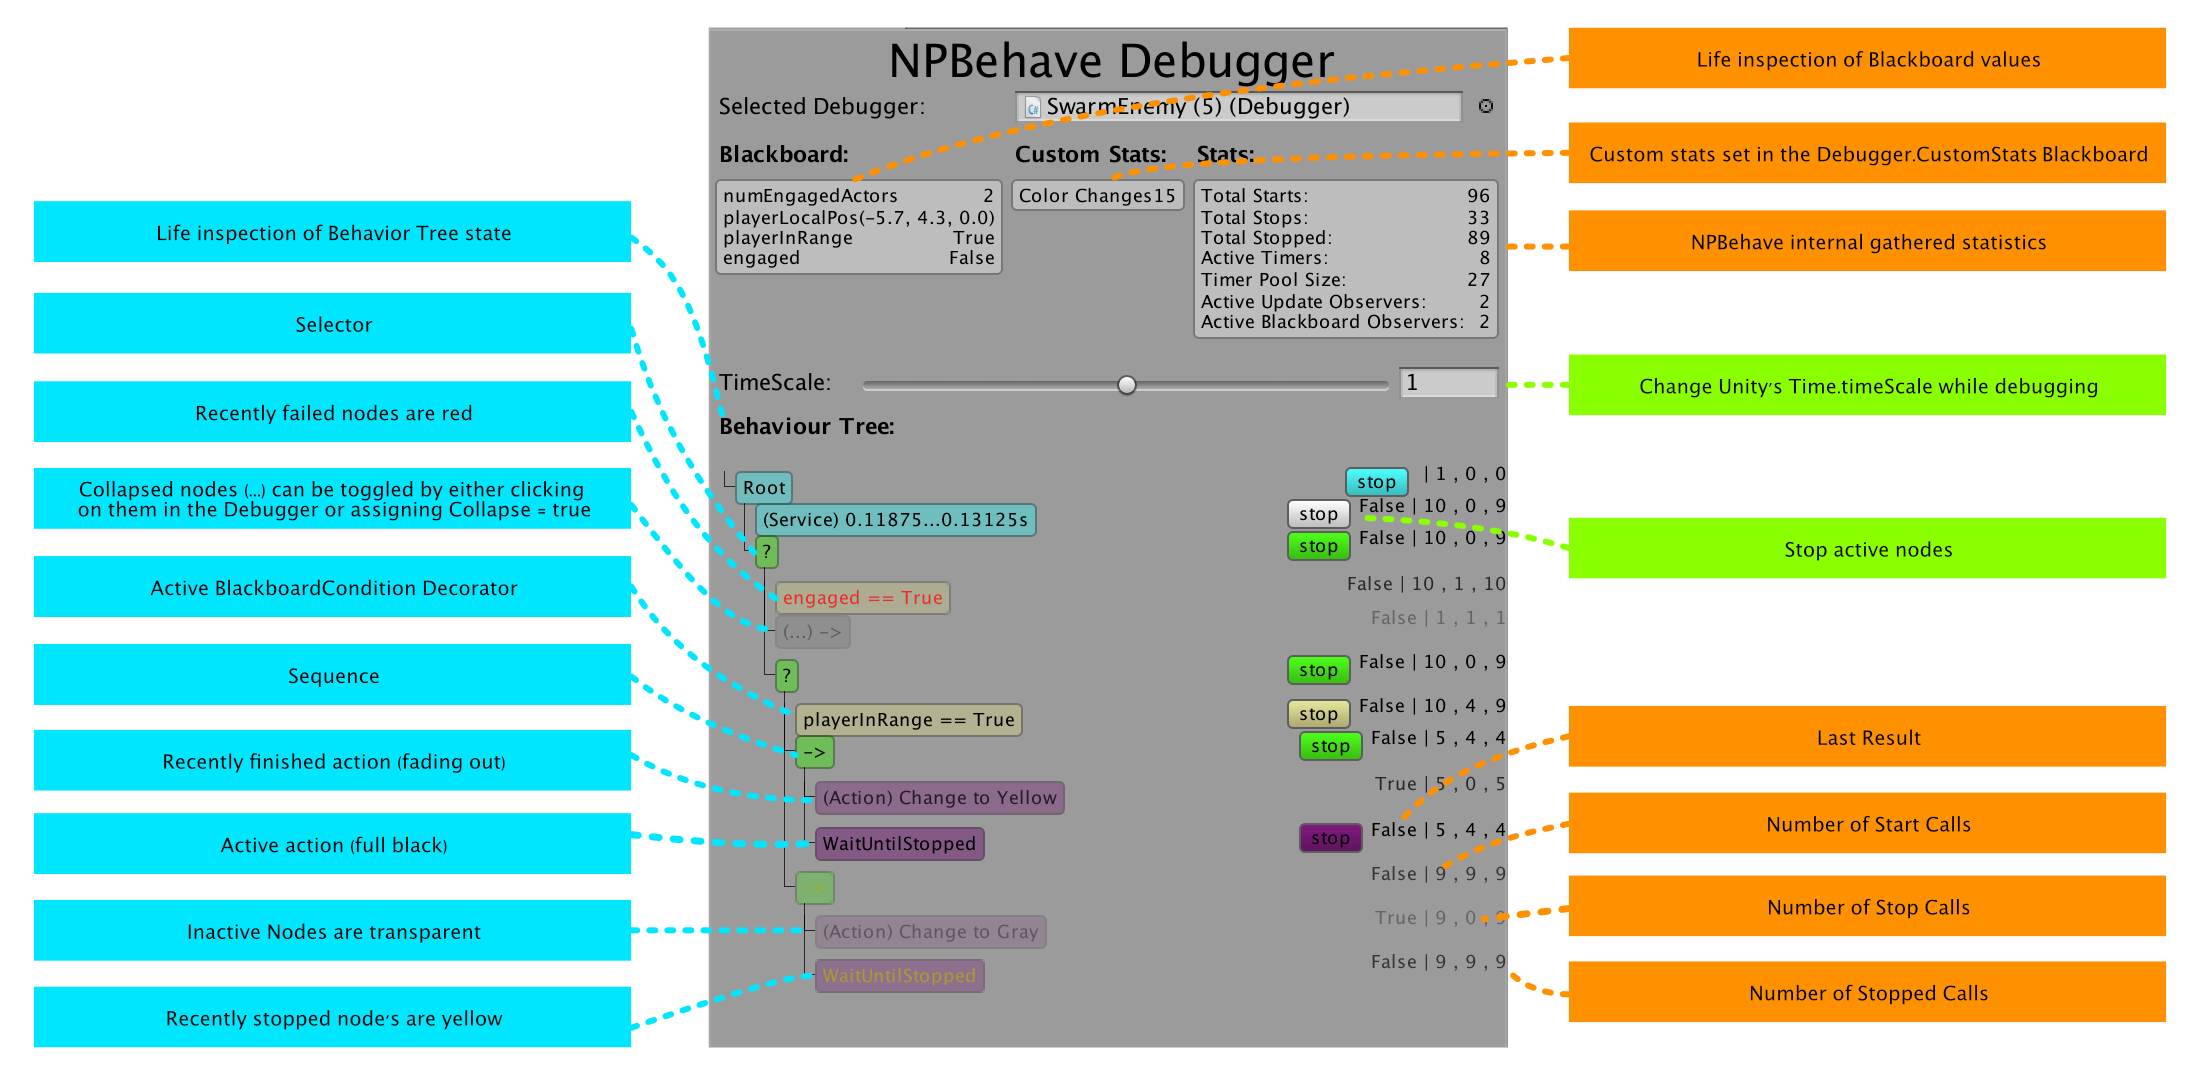 NPBehave Debugger
Selected Debugger:
SwarmEnemy (5) (Debugger)
Blackboard:
numEngagedActors 2
playerLocalPos(-5.7, 4.3, 0.0)
playerInRange True
engaged False
Custom Stats:
Color Changes15
Stats:
Total Starts: 96
Total Stops: 33
Total Stopped: 89
Active Timers: 8
Timer Pool Size: 27
Active Update Observers: 2
Active Blackboard Observers: 2
TimeScale: 1
Behaviour Tree:
Root stop | 1 , 0 , 0
(Service) 0.11875...0.13125s stop False | 10 , 0 , 9
? stop False | 10 , 0 , 9
engaged == True False | 10 , 1 , 10
(...) -> False | 1 , 1 , 1
? stop False | 10 , 0 , 9
playerInRange == True stop False | 10 , 4 , 9
-> stop False | 5 , 4 , 4
(Action) Change to Yellow True | 5 , 0 , 5
WaitUntilStopped stop False | 5 , 4 , 4
-> False | 9 , 9 , 9
(Action) Change to Gray True | 9 , 0 , 9
WaitUntilStopped False | 9 , 9 , 9
Life inspection of Behavior Tree state
Selector
Recently failed nodes are red
Collapsed nodes (...) can be toggled by either clicking
on them in the Debugger or assigning Collapse = true
Active BlackboardCondition Decorator
Sequence
Recently finished action (fading out)
Active action (full black)
Inactive Nodes are transparent
Recently stopped node's are yellow
Life inspection of Blackboard values
Custom stats set in the Debugger.CustomStats Blackboard
NPBehave internal gathered statistics
Change Unity's Time.timeScale while debugging
Stop active nodes
Last Result
Number of Start Calls
Number of Stop Calls
Number of Stopped Calls